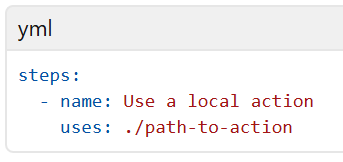 yml
steps:
  - name: Use a local action
    uses: ./path-to-action